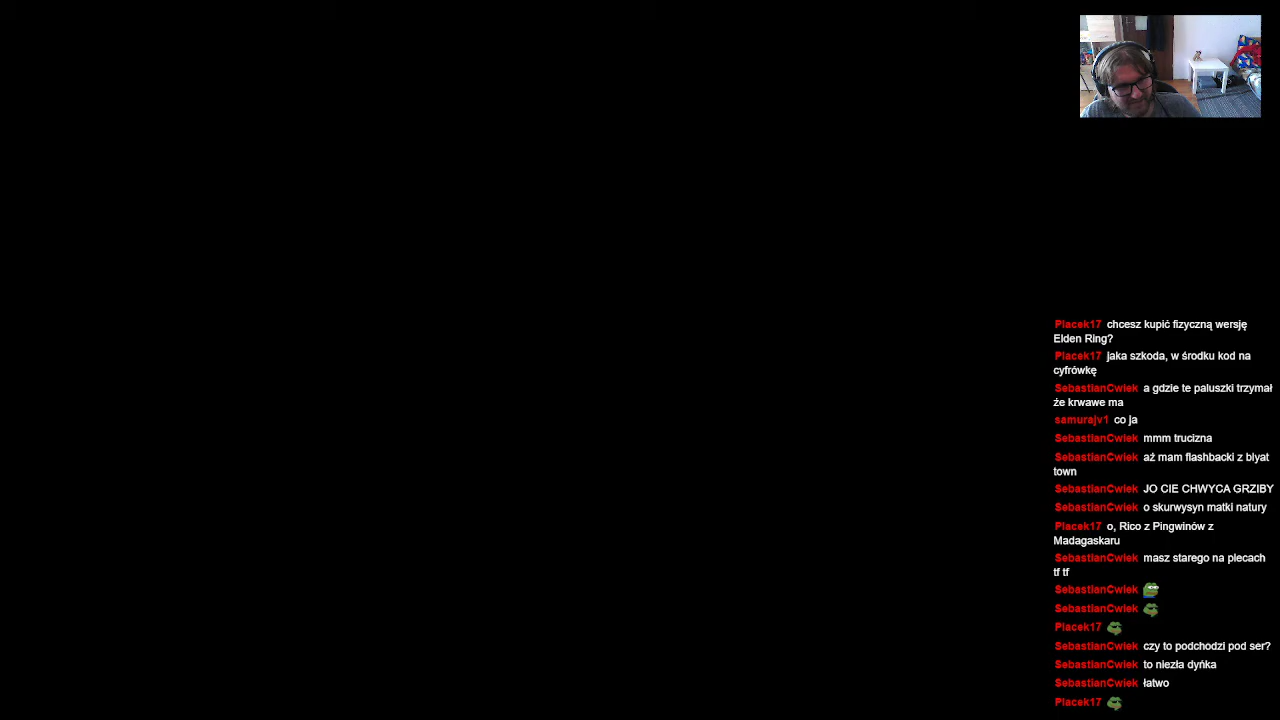 Placek17 chcesz kupić fizyczną wersję
Elden Ring?
Placek17 jaka szkoda, w środku kod na
cyfrówkę
SebastianCwiek a gdzie te paluszki trzymał
że krwawe ma
samurajv1 co ja
SebastianCwiek mmm trucizna
SebastianCwiek aż mam flashbacki z blyat
town
SebastianCwiek JO CIE CHWYCA GRZIBY
SebastianCwiek o skurwysyn matki natury
Placek17 o, Rico z Pingwinów z
Madagaskaru
SebastianCwiek masz starego na plecach
tf tf
SebastianCwiek
SebastianCwiek
Placek17
SebastianCwiek czy to podchodzi pod ser?
SebastianCwiek to niezła dyńka
SebastianCwiek łatwo
Placek17